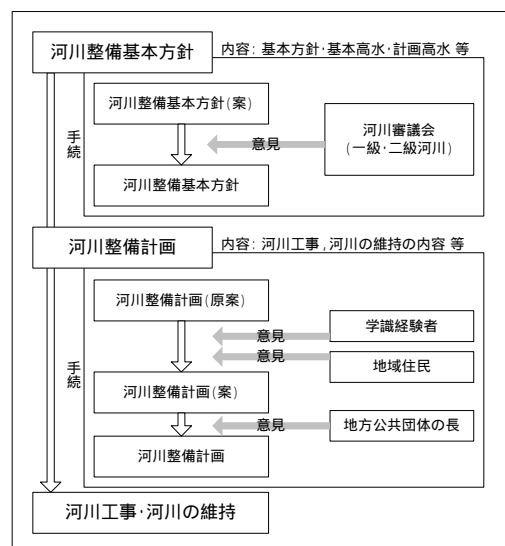 河川整備基本方針
内容: 基本方針･基本高水･計画高水 等
手続
河川整備基本方針(案)
意見
河川審議会
(一級･二級河川)
河川整備基本方針
河川整備計画
内容: 河川工事,河川の維持の内容 等
手続
河川整備計画(原案)
意見
学識経験者
意見
地域住民
河川整備計画(案)
意見
地方公共団体の長
河川整備計画
河川工事･河川の維持